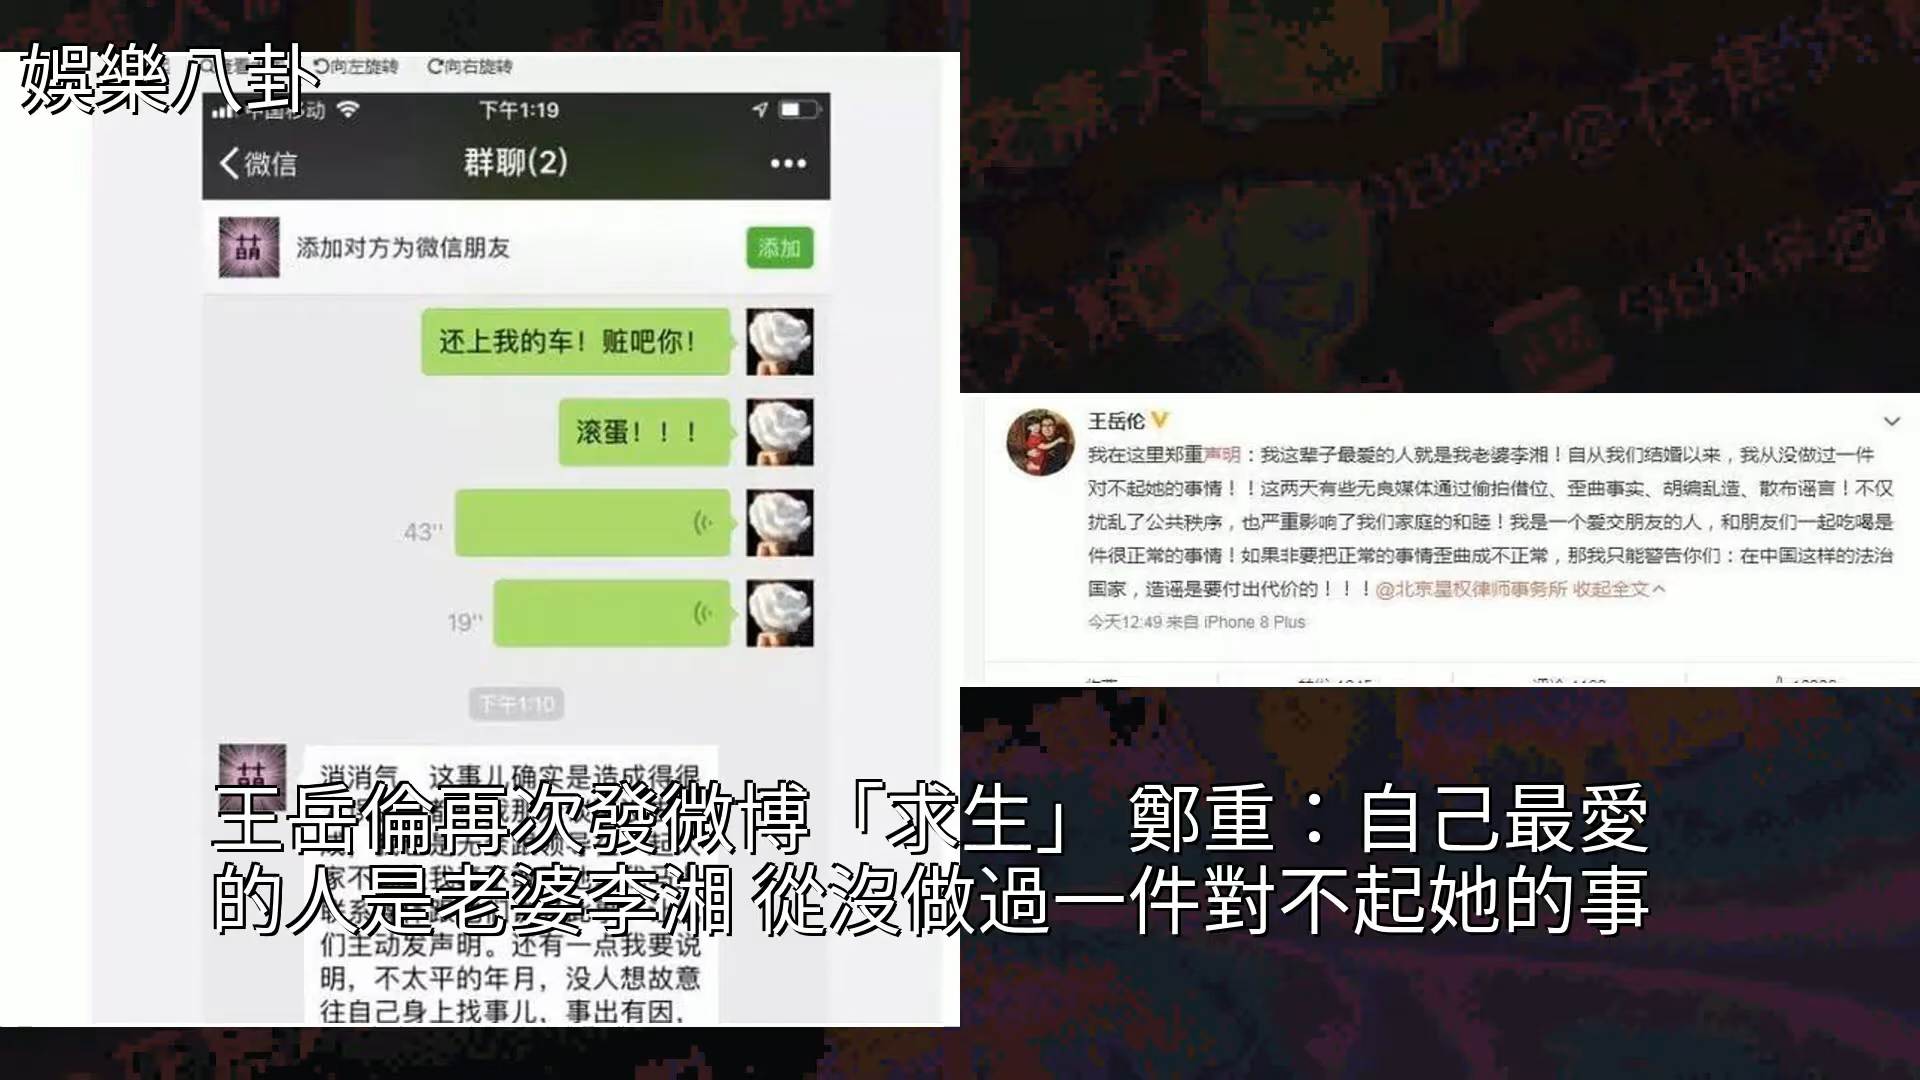 娛樂八卦
向左旋转 向右旋转
中国移动 下午1:19
微信 群聊(2)
添加对方为微信朋友 添加
还上我的车！脏吧你！
滚蛋！！！
43"
19"
下午1:10
消消气，这事儿确实是造成得很
们主动发声明。还有一点我要说
明，不太平的年月，没人想故意
往自己身上找事儿，事出有因，
王岳伦
我在这里郑重声明：我这辈子最爱的人就是我老婆李湘！自从我们结婚以来，我从没做过一件
对不起她的事情！！这两天有些无良媒体通过偷拍借位、歪曲事实、胡编乱造、散布谣言！不仅
扰乱了公共秩序，也严重影响了我们家庭的和睦！我是一个爱交朋友的人，和朋友们一起吃喝是
件很正常的事情！如果非要把正常的事情歪曲成不正常，那我只能警告你们：在中国这样的法治
国家，造谣是要付出代价的！！！@北京星权律师事务所 收起全文
今天12:49 来自 iPhone 8 Plus
王岳倫再次發微博「求生」 鄭重：自己最愛
的人是老婆李湘 從沒做過一件對不起她的事